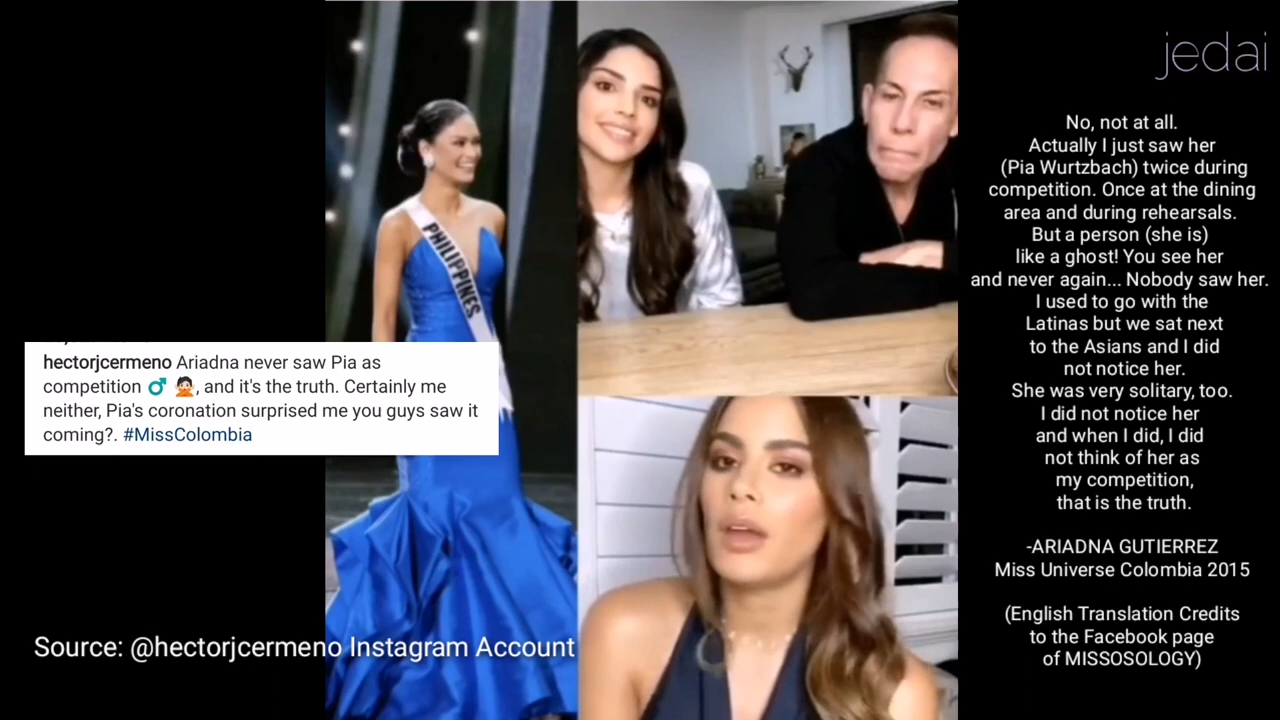 jedai
No, not at all.
Actually I just saw her
(Pia Wurtzbach) twice during
competition. Once at the dining
area and during rehearsals.
But a person (she is)
like a ghost! You see her
and never again... Nobody saw her.
I used to go with the
Latinas but we sat next
to the Asians and I did
not notice her.
She was very solitary, too.
I did not notice her
and when I did, I did
not think of her as
my competition,
that is the truth.
-ARIADNA GUTIERREZ
Miss Universe Colombia 2015
(English Translation Credits
to the Facebook page
of MISSOSOLOGY)
PHILIPPINES
hectorjcermeno Ariadna never saw Pia as
competition ♂ 🙅, and it's the truth. Certainly me
neither, Pia's coronation surprised me you guys saw it
coming?. #MissColombia
Source: @hectorjcermeno Instagram Account